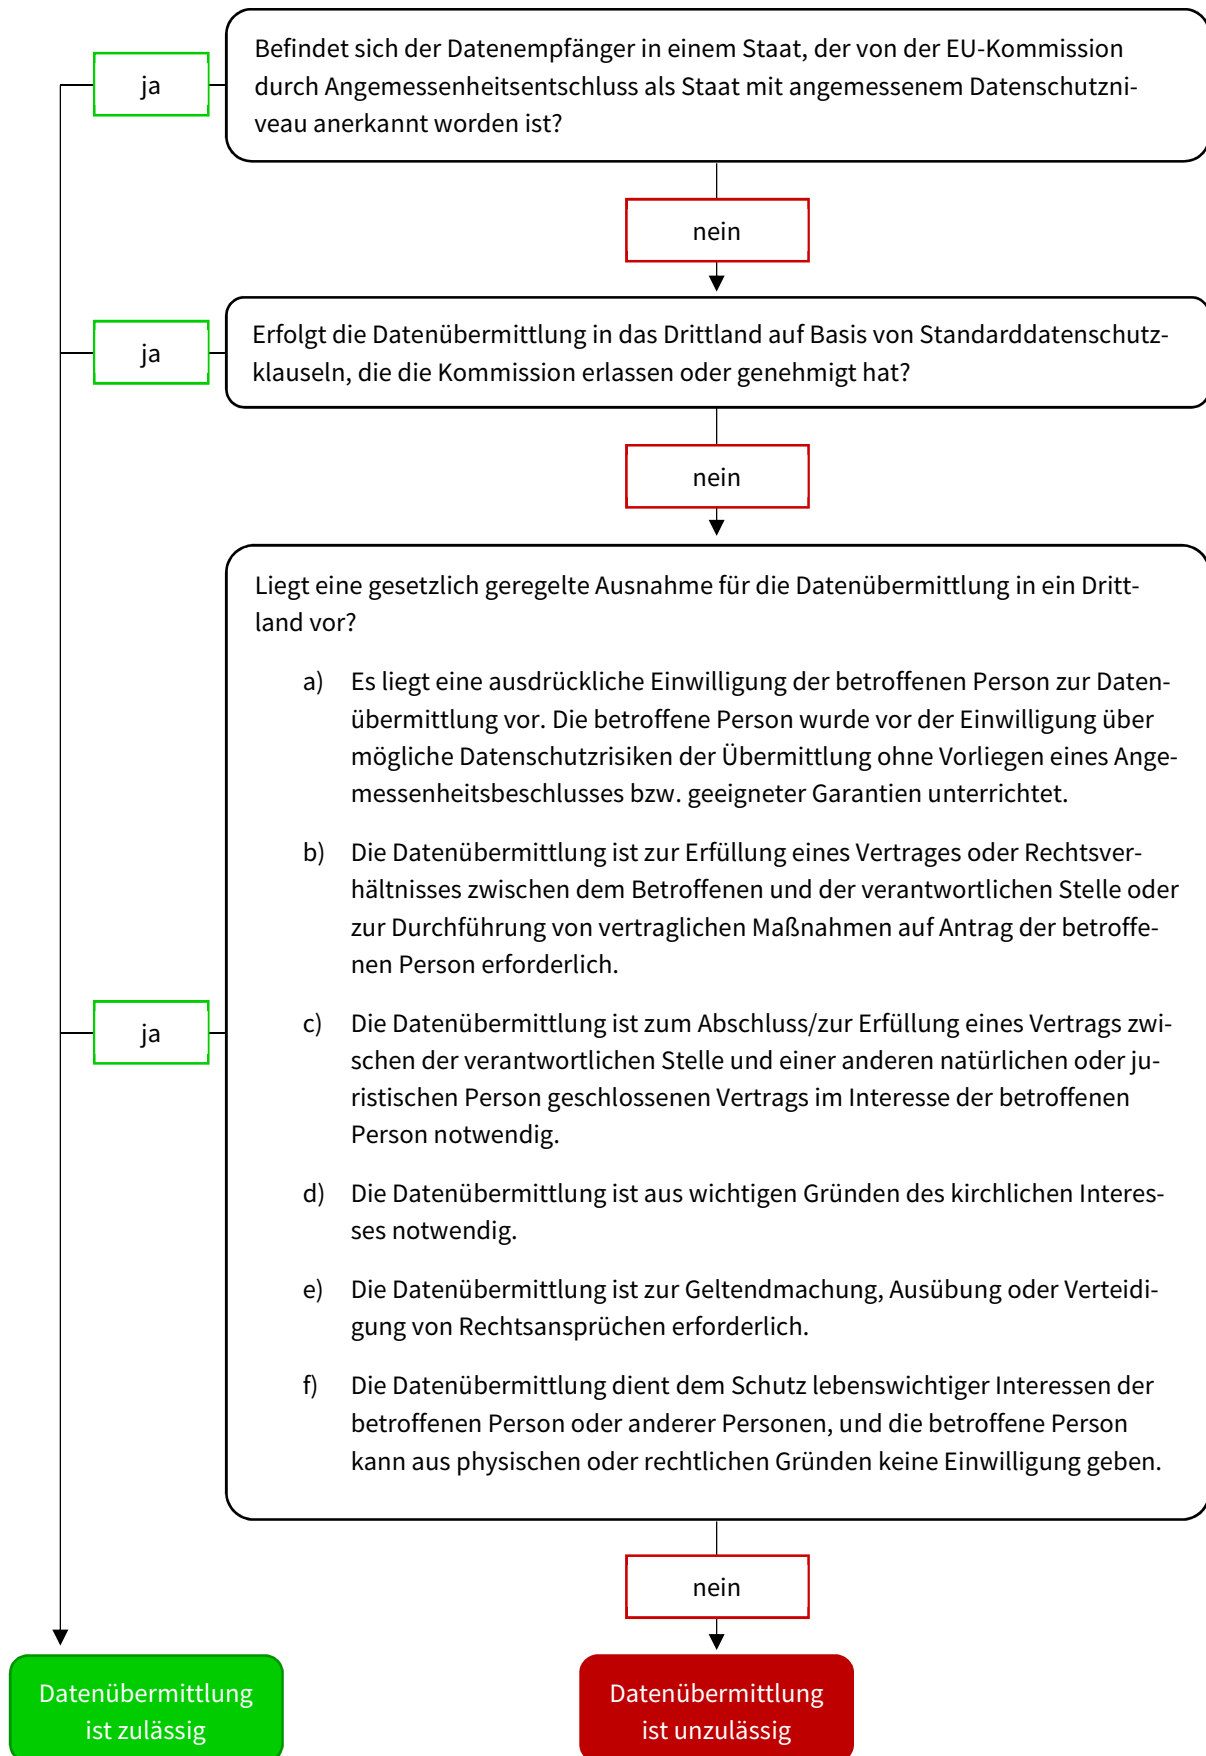 Befindet sich der Datenempfänger in einem Staat, der von der EU-Kommission
durch Angemessenheitsentschluss als Staat mit angemessenem Datenschutzni-
veau anerkannt worden ist?
ja
nein
Erfolgt die Datenübermittlung in das Drittland auf Basis von Standarddatenschutz-
klauseln, die die Kommission erlassen oder genehmigt hat?
ja
nein
Liegt eine gesetzlich geregelte Ausnahme für die Datenübermittlung in ein Dritt-
land vor?
a) Es liegt eine ausdrückliche Einwilligung der betroffenen Person zur Daten-
übermittlung vor. Die betroffene Person wurde vor der Einwilligung über
mögliche Datenschutzrisiken der Übermittlung ohne Vorliegen eines Ange-
messenheitsbeschlusses bzw. geeigneter Garantien unterrichtet.
b) Die Datenübermittlung ist zur Erfüllung eines Vertrages oder Rechtsver-
hältnisses zwischen dem Betroffenen und der verantwortlichen Stelle oder
zur Durchführung von vertraglichen Maßnahmen auf Antrag der betroffe-
nen Person erforderlich.
c) Die Datenübermittlung ist zum Abschluss/zur Erfüllung eines Vertrags zwi-
schen der verantwortlichen Stelle und einer anderen natürlichen oder ju-
ristischen Person geschlossenen Vertrags im Interesse der betroffenen
Person notwendig.
d) Die Datenübermittlung ist aus wichtigen Gründen des kirchlichen Interes-
ses notwendig.
e) Die Datenübermittlung ist zur Geltendmachung, Ausübung oder Verteidi-
gung von Rechtsansprüchen erforderlich.
f) Die Datenübermittlung dient dem Schutz lebenswichtiger Interessen der
betroffenen Person oder anderer Personen, und die betroffene Person
kann aus physischen oder rechtlichen Gründen keine Einwilligung geben.
ja
nein
Datenübermittlung
ist zulässig
Datenübermittlung
ist unzulässig